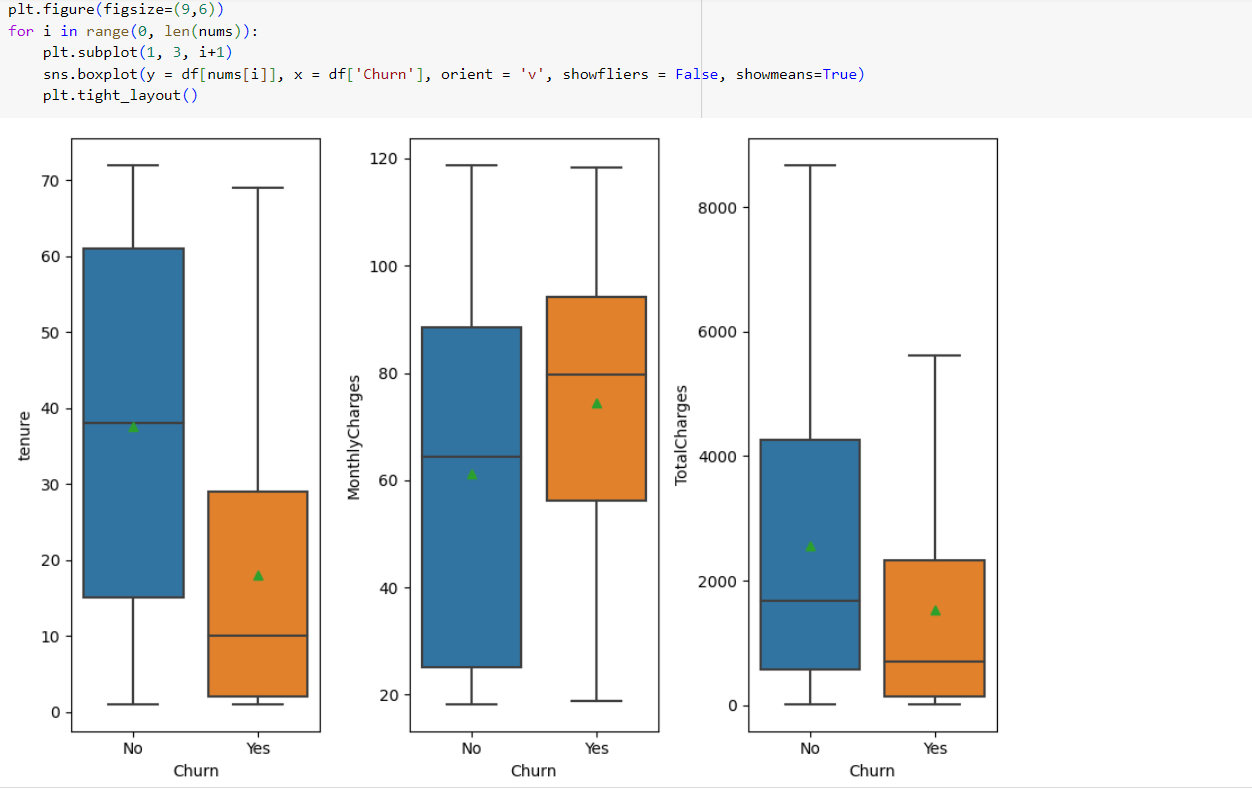 plt.figure(figsize=(9,6))
for i in range(0, len(nums)):
    plt.subplot(1, 3, i+1)
    sns.boxplot(y = df[nums[i]], x = df['Churn'], orient = 'v', showfliers = False, showmeans=True)
    plt.tight_layout()
70
60
50
40
30
20
10
0
tenure
No Yes
Churn
120
100
80
60
40
20
MonthlyCharges
No Yes
Churn
8000
6000
4000
2000
0
TotalCharges
No Yes
Churn